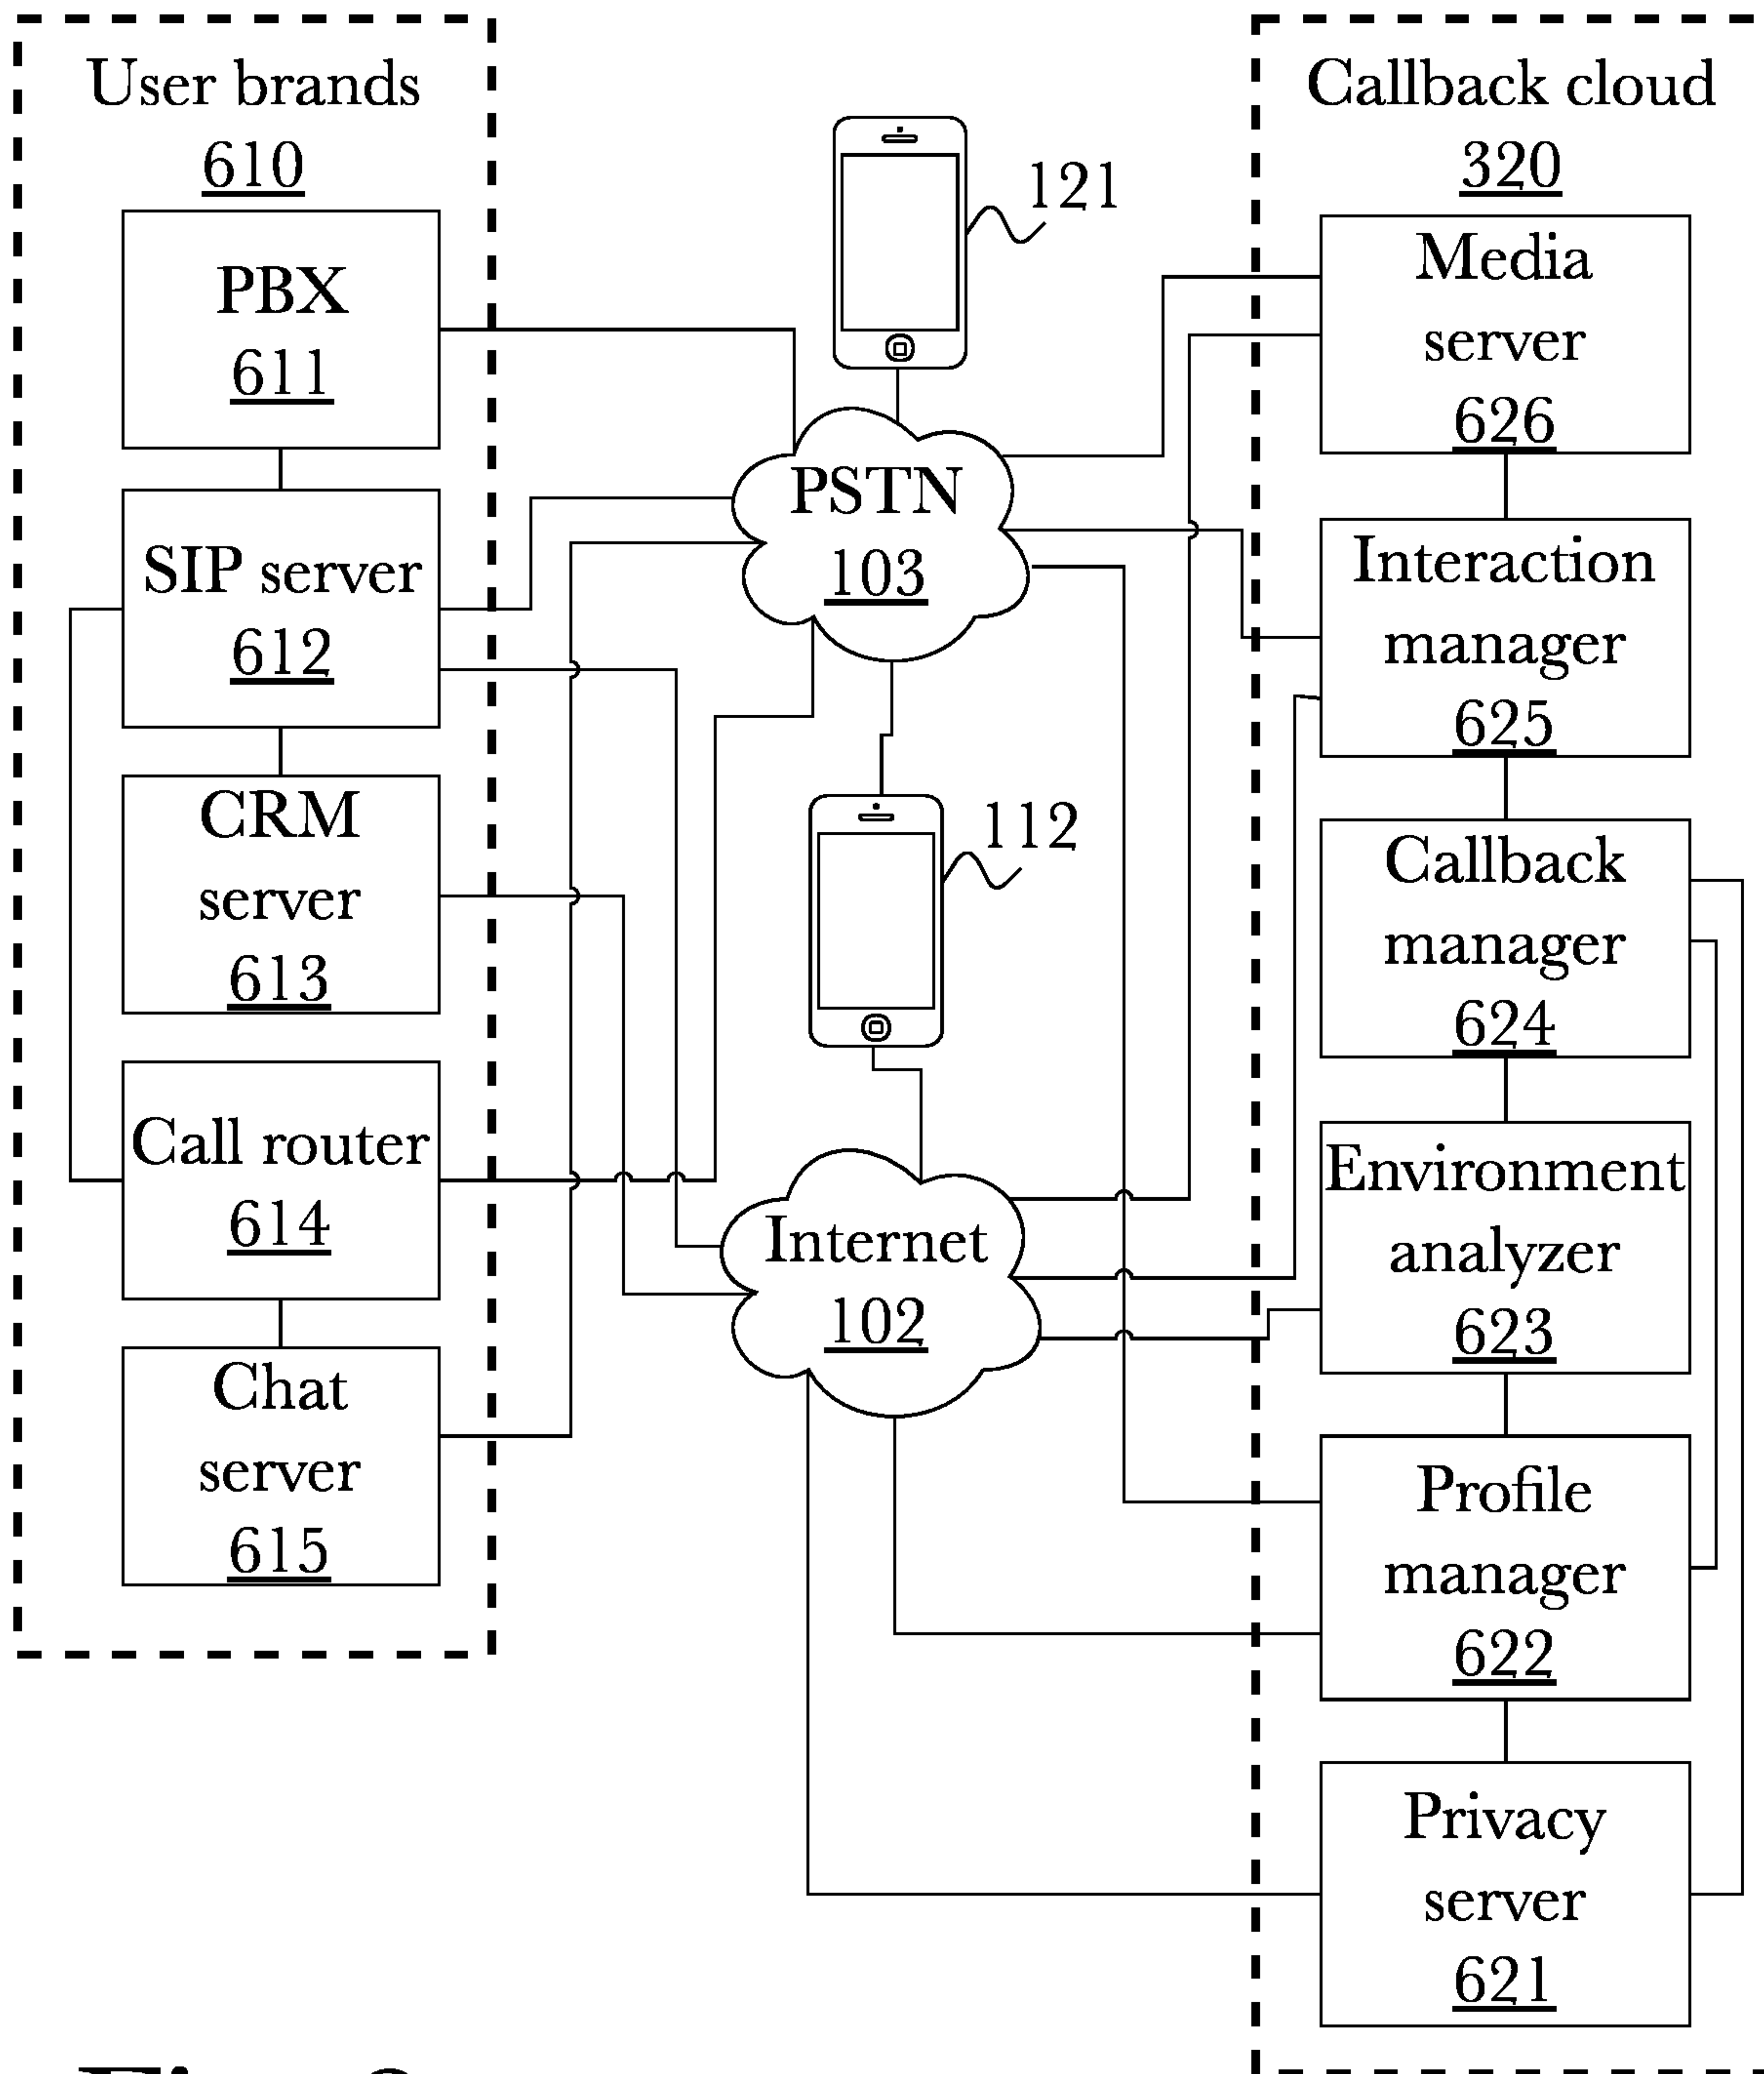 User brands
610
PBX
611
SIP server
612
CRM
server
613
Call router
614
Chat
server
615
121
PSTN
103
112
Internet
102
Callback cloud
320
Media
server
626
Interaction
manager
625
Callback
manager
624
Environment
analyzer
623
Profile
manager
622
Privacy
server
621